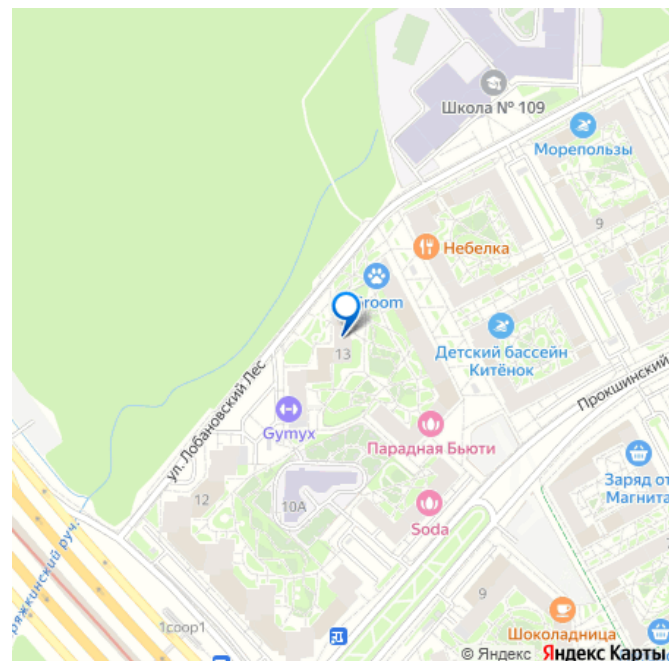 Школа № 109
Морепользы
9
Небелка
Groom
Детский бассейн
Китёнок
13
ул. Лобановский Лес
Прокшинский
Gymyx
Парадная Бьюти
Заряд от
Магнита
12
10А
Soda
9
1соор1
Шоколадница
© Яндекс Яндекс Карты